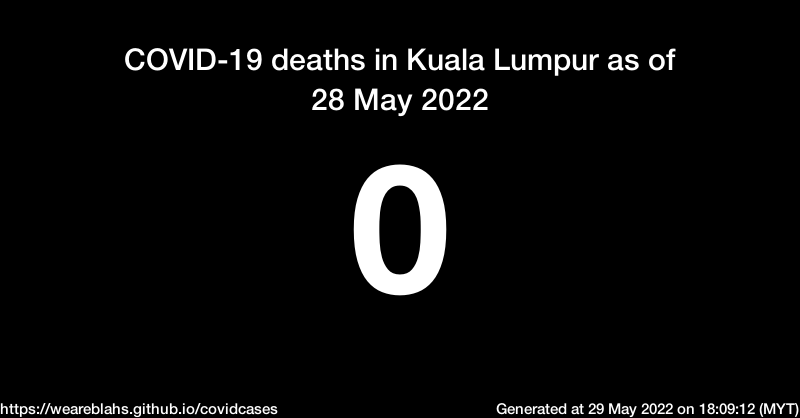 COVID-19 deaths in Kuala Lumpur as of
28 May 2022
0
https://weareblahs.github.io/covidcases
Generated at 29 May 2022 on 18:09:12 (MYT)